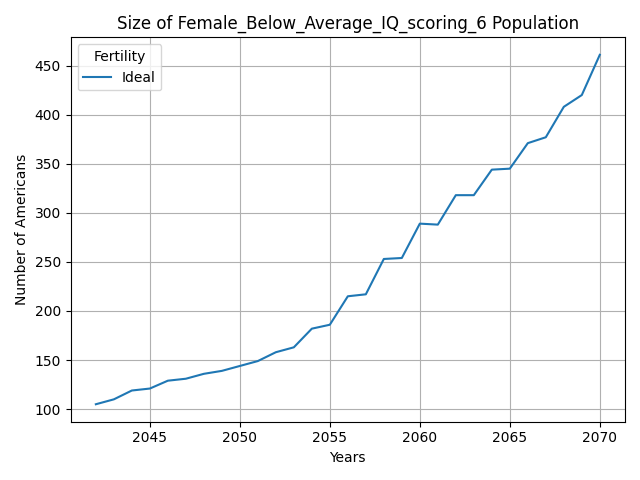 Size of Female_Below_Average_IQ_scoring_6 Population
Fertility
Ideal
Number of Americans
450
400
350
300
250
200
150
100
2045 2050 2055 2060 2065 2070
Years